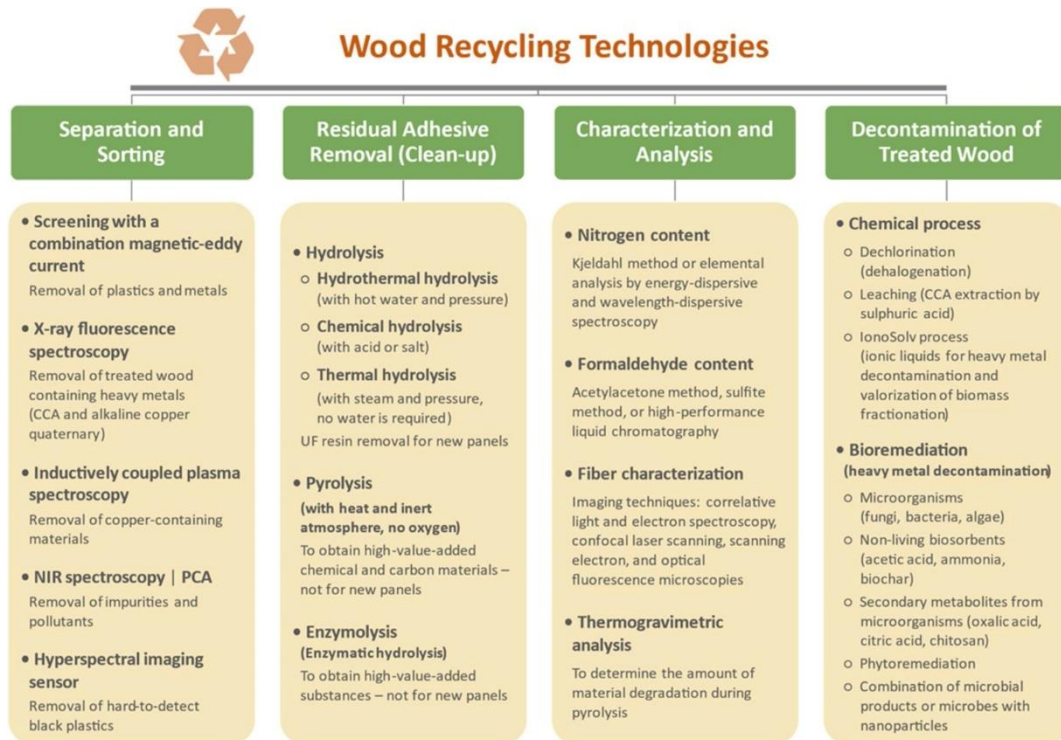 Wood Recycling Technologies
Separation and
Sorting
• Screening with a
combination magnetic-eddy
current
Removal of plastics and metals
• X-ray fluorescence
spectroscopy
Removal of treated wood
containing heavy metals
(CCA and alkaline copper
quaternary)
• Inductively coupled plasma
spectroscopy
Removal of copper-containing
materials
• NIR spectroscopy | PCA
Removal of impurities and
pollutants
• Hyperspectral imaging
sensor
Removal of hard-to-detect
black plastics
Residual Adhesive
Removal (Clean-up)
• Hydrolysis
○ Hydrothermal hydrolysis
(with hot water and pressure)
○ Chemical hydrolysis
(with acid or salt)
○ Thermal hydrolysis
(with steam and pressure,
no water is required)
UF resin removal for new panels
• Pyrolysis
(with heat and inert
atmosphere, no oxygen)
To obtain high-value-added
chemical and carbon materials –
not for new panels
• Enzymolysis
(Enzymatic hydrolysis)
To obtain high-value-added
substances – not for new panels
Characterization and
Analysis
• Nitrogen content
Kjeldahl method or elemental
analysis by energy-dispersive
and wavelength-dispersive
spectroscopy
• Formaldehyde content
Acetylacetone method, sulfite
method, or high-performance
liquid chromatography
• Fiber characterization
Imaging techniques: correlative
light and electron spectroscopy,
confocal laser scanning, scanning
electron, and optical
fluorescence microscopies
• Thermogravimetric
analysis
To determine the amount of
material degradation during
pyrolysis
Decontamination of
Treated Wood
• Chemical process
○ Dechlorination
(dehalogenation)
○ Leaching (CCA extraction by
sulphuric acid)
○ IonoSolv process
(ionic liquids for heavy metal
decontamination and
valorization of biomass
fractionation)
• Bioremediation
(heavy metal decontamination)
○ Microorganisms
(fungi, bacteria, algae)
○ Non-living biosorbents
(acetic acid, ammonia,
biochar)
○ Secondary metabolites from
microorganisms (oxalic acid,
citric acid, chitosan)
○ Phytoremediation
○ Combination of microbial
products or microbes with
nanoparticles